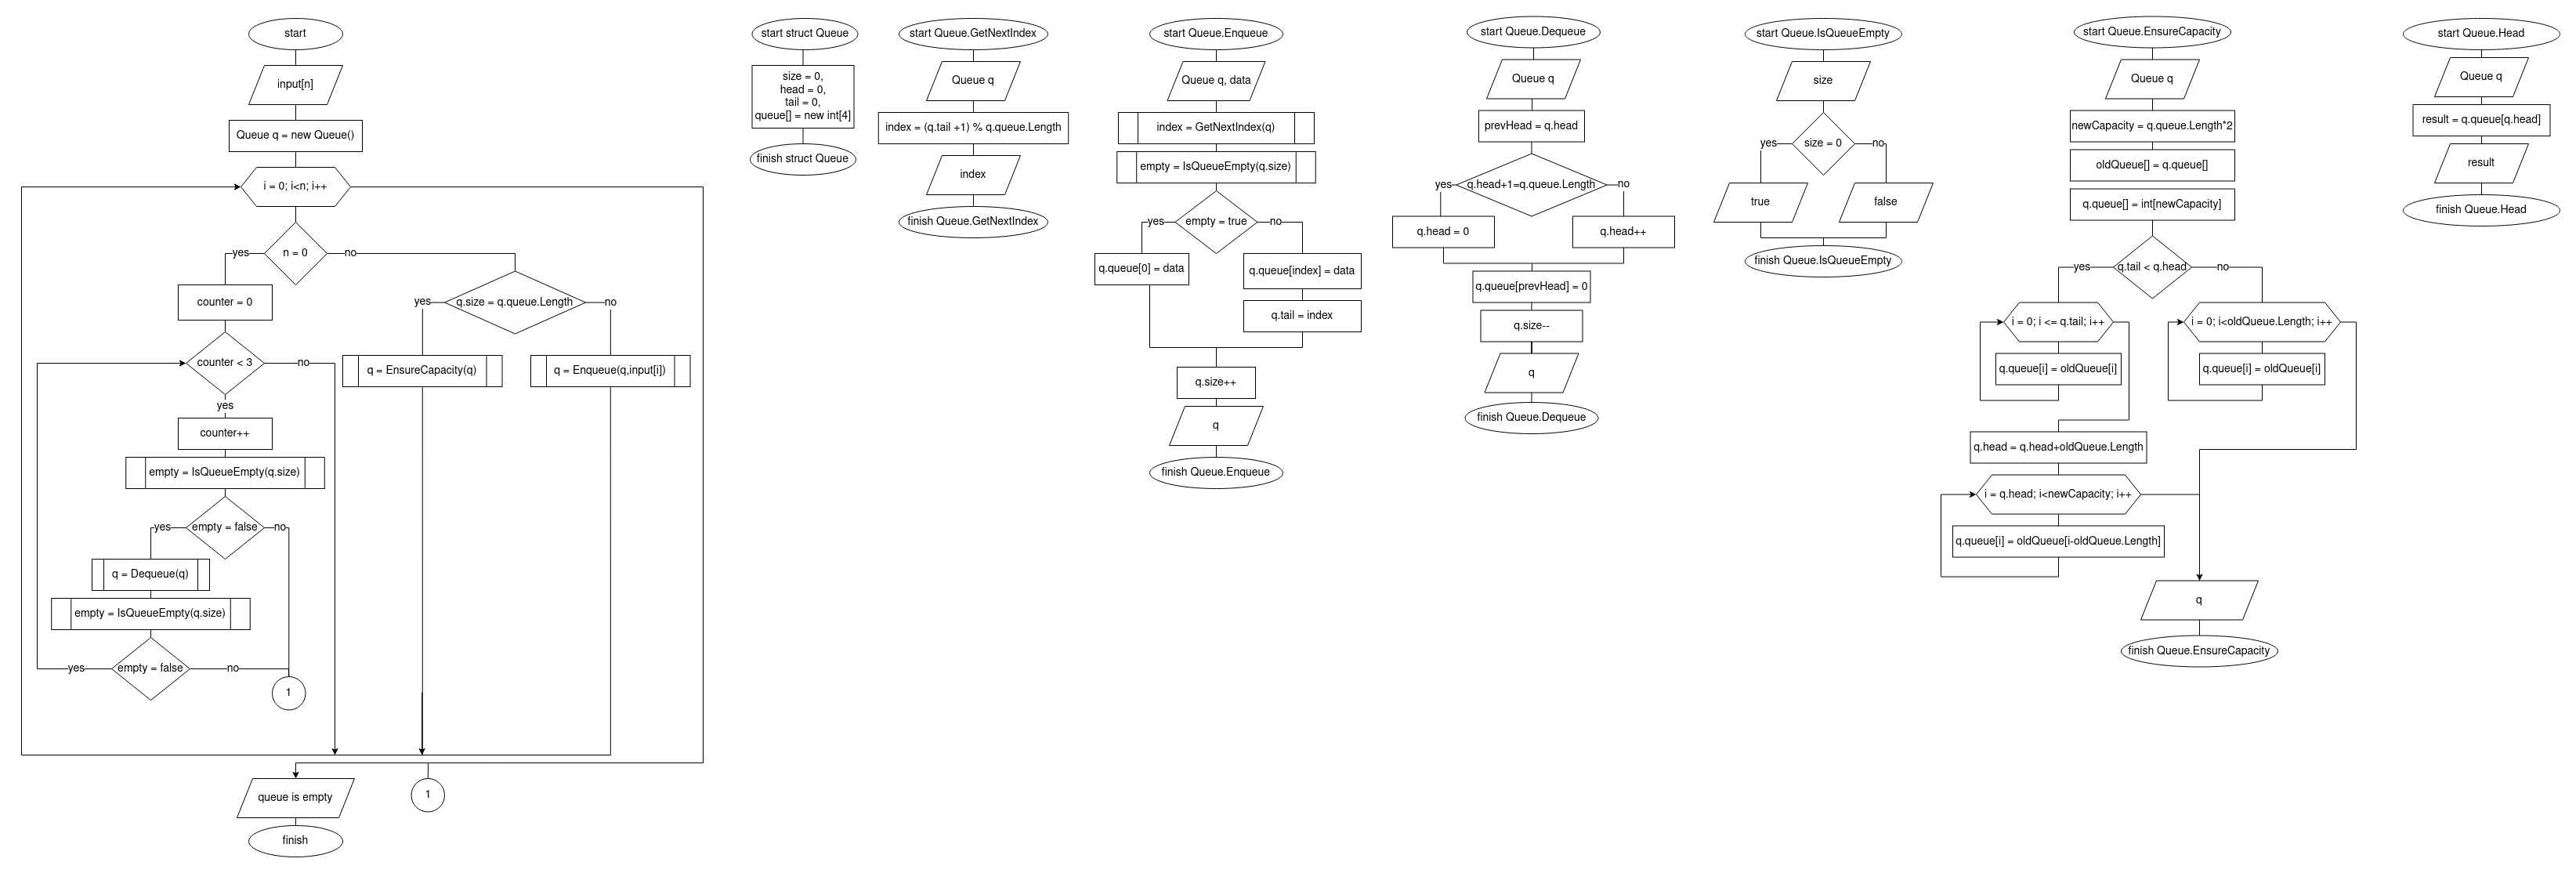 start
input[n]
Queue q = new Queue()
i = 0; i<n; i++
n = 0
yes
no
counter = 0
q.size = q.queue.Length
yes
no
counter < 3
no
yes
q = EnsureCapacity(q)
q = Enqueue(q,input[i])
counter++
empty = IsQueueEmpty(q.size)
empty = false
yes
no
q = Dequeue(q)
empty = IsQueueEmpty(q.size)
empty = false
yes
no
1
queue is empty
1
finish
start struct Queue
size = 0,
head = 0,
tail = 0,
queue[] = new int[4]
finish struct Queue
start Queue.GetNextIndex
Queue q
index = (q.tail +1) % q.queue.Length
index
finish Queue.GetNextIndex
start Queue.Enqueue
Queue q, data
index = GetNextIndex(q)
empty = IsQueueEmpty(q.size)
yes
empty = true
no
q.queue[0] = data
q.queue[index] = data
q.tail = index
q.size++
q
finish Queue.Enqueue
start Queue.Dequeue
Queue q
prevHead = q.head
yes
q.head+1=q.queue.Length
no
q.head = 0
q.head++
q.queue[prevHead] = 0
q.size--
q
finish Queue.Dequeue
start Queue.IsQueueEmpty
size
yes
size = 0
no
true
false
finish Queue.IsQueueEmpty
start Queue.EnsureCapacity
Queue q
newCapacity = q.queue.Length*2
oldQueue[] = q.queue[]
q.queue[] = int[newCapacity]
yes
q.tail < q.head
no
i = 0; i <= q.tail; i++
i = 0; i<oldQueue.Length; i++
q.queue[i] = oldQueue[i]
q.queue[i] = oldQueue[i]
q.head = q.head+oldQueue.Length
i = q.head; i<newCapacity; i++
q.queue[i] = oldQueue[i-oldQueue.Length]
q
finish Queue.EnsureCapacity
start Queue.Head
Queue q
result = q.queue[q.head]
result
finish Queue.Head